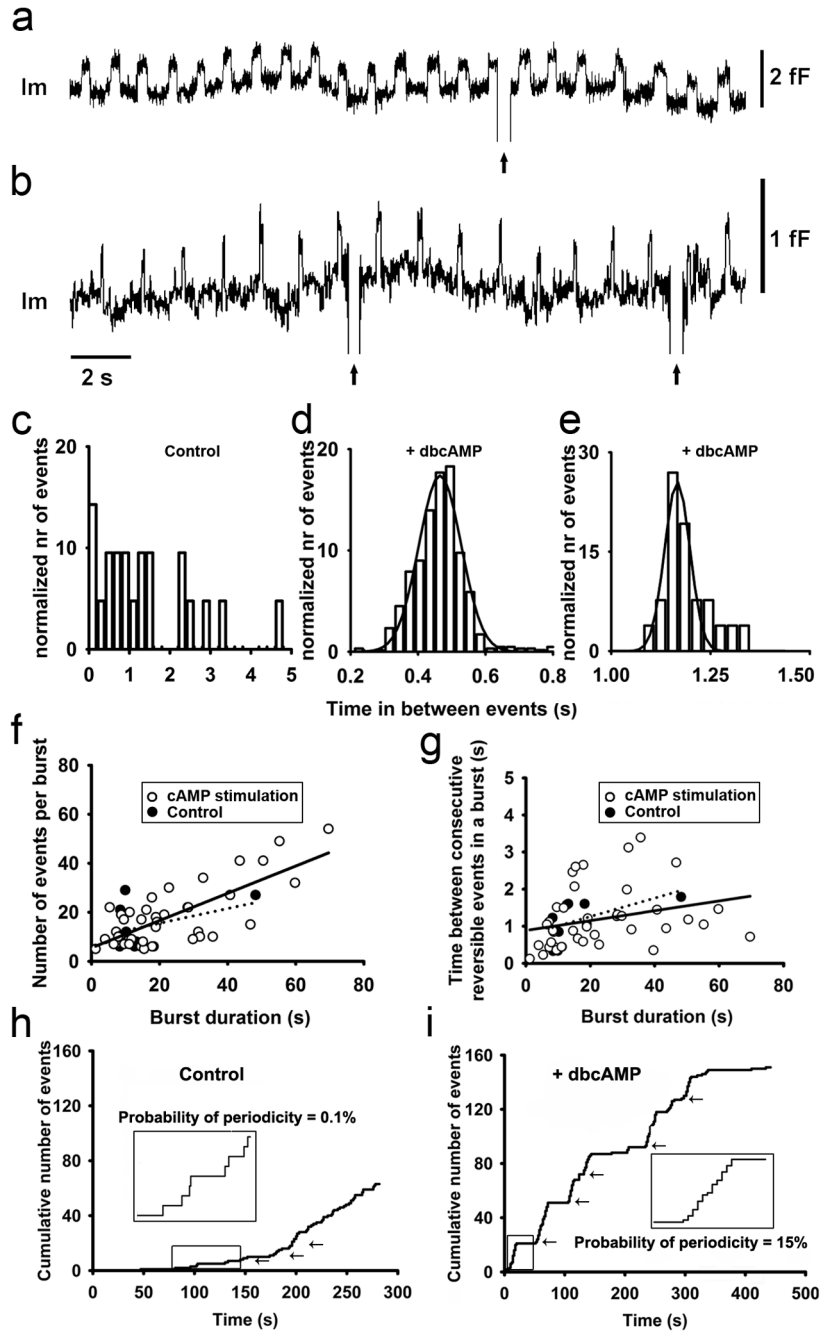 a
Im
2 fF
b
Im
1 fF
2 s
c
normalized nr of events
20
10
0
Control
0 1 2 3 4 5
d
normalized nr of events
20
10
0
+ dbcAMP
0.2 0.4 0.6 0.8
e
normalized nr of events
30
15
0
+ dbcAMP
1.00 1.25 1.50
Time in between events (s)
f
Number of events per burst
80
60
40
20
0
cAMP stimulation
Control
0 20 40 60 80
Burst duration (s)
g
Time between consecutive
reversible events in a burst (s)
5
4
3
2
1
0
cAMP stimulation
Control
0 20 40 60 80
Burst duration (s)
h
Cumulative number of events
160
120
80
40
0
Control
Probability of periodicity = 0.1%
0 50 100 150 200 250 300
Time (s)
i
Cumulative number of events
160
120
80
40
0
+ dbcAMP
Probability of periodicity = 15%
0 100 200 300 400 500
Time (s)